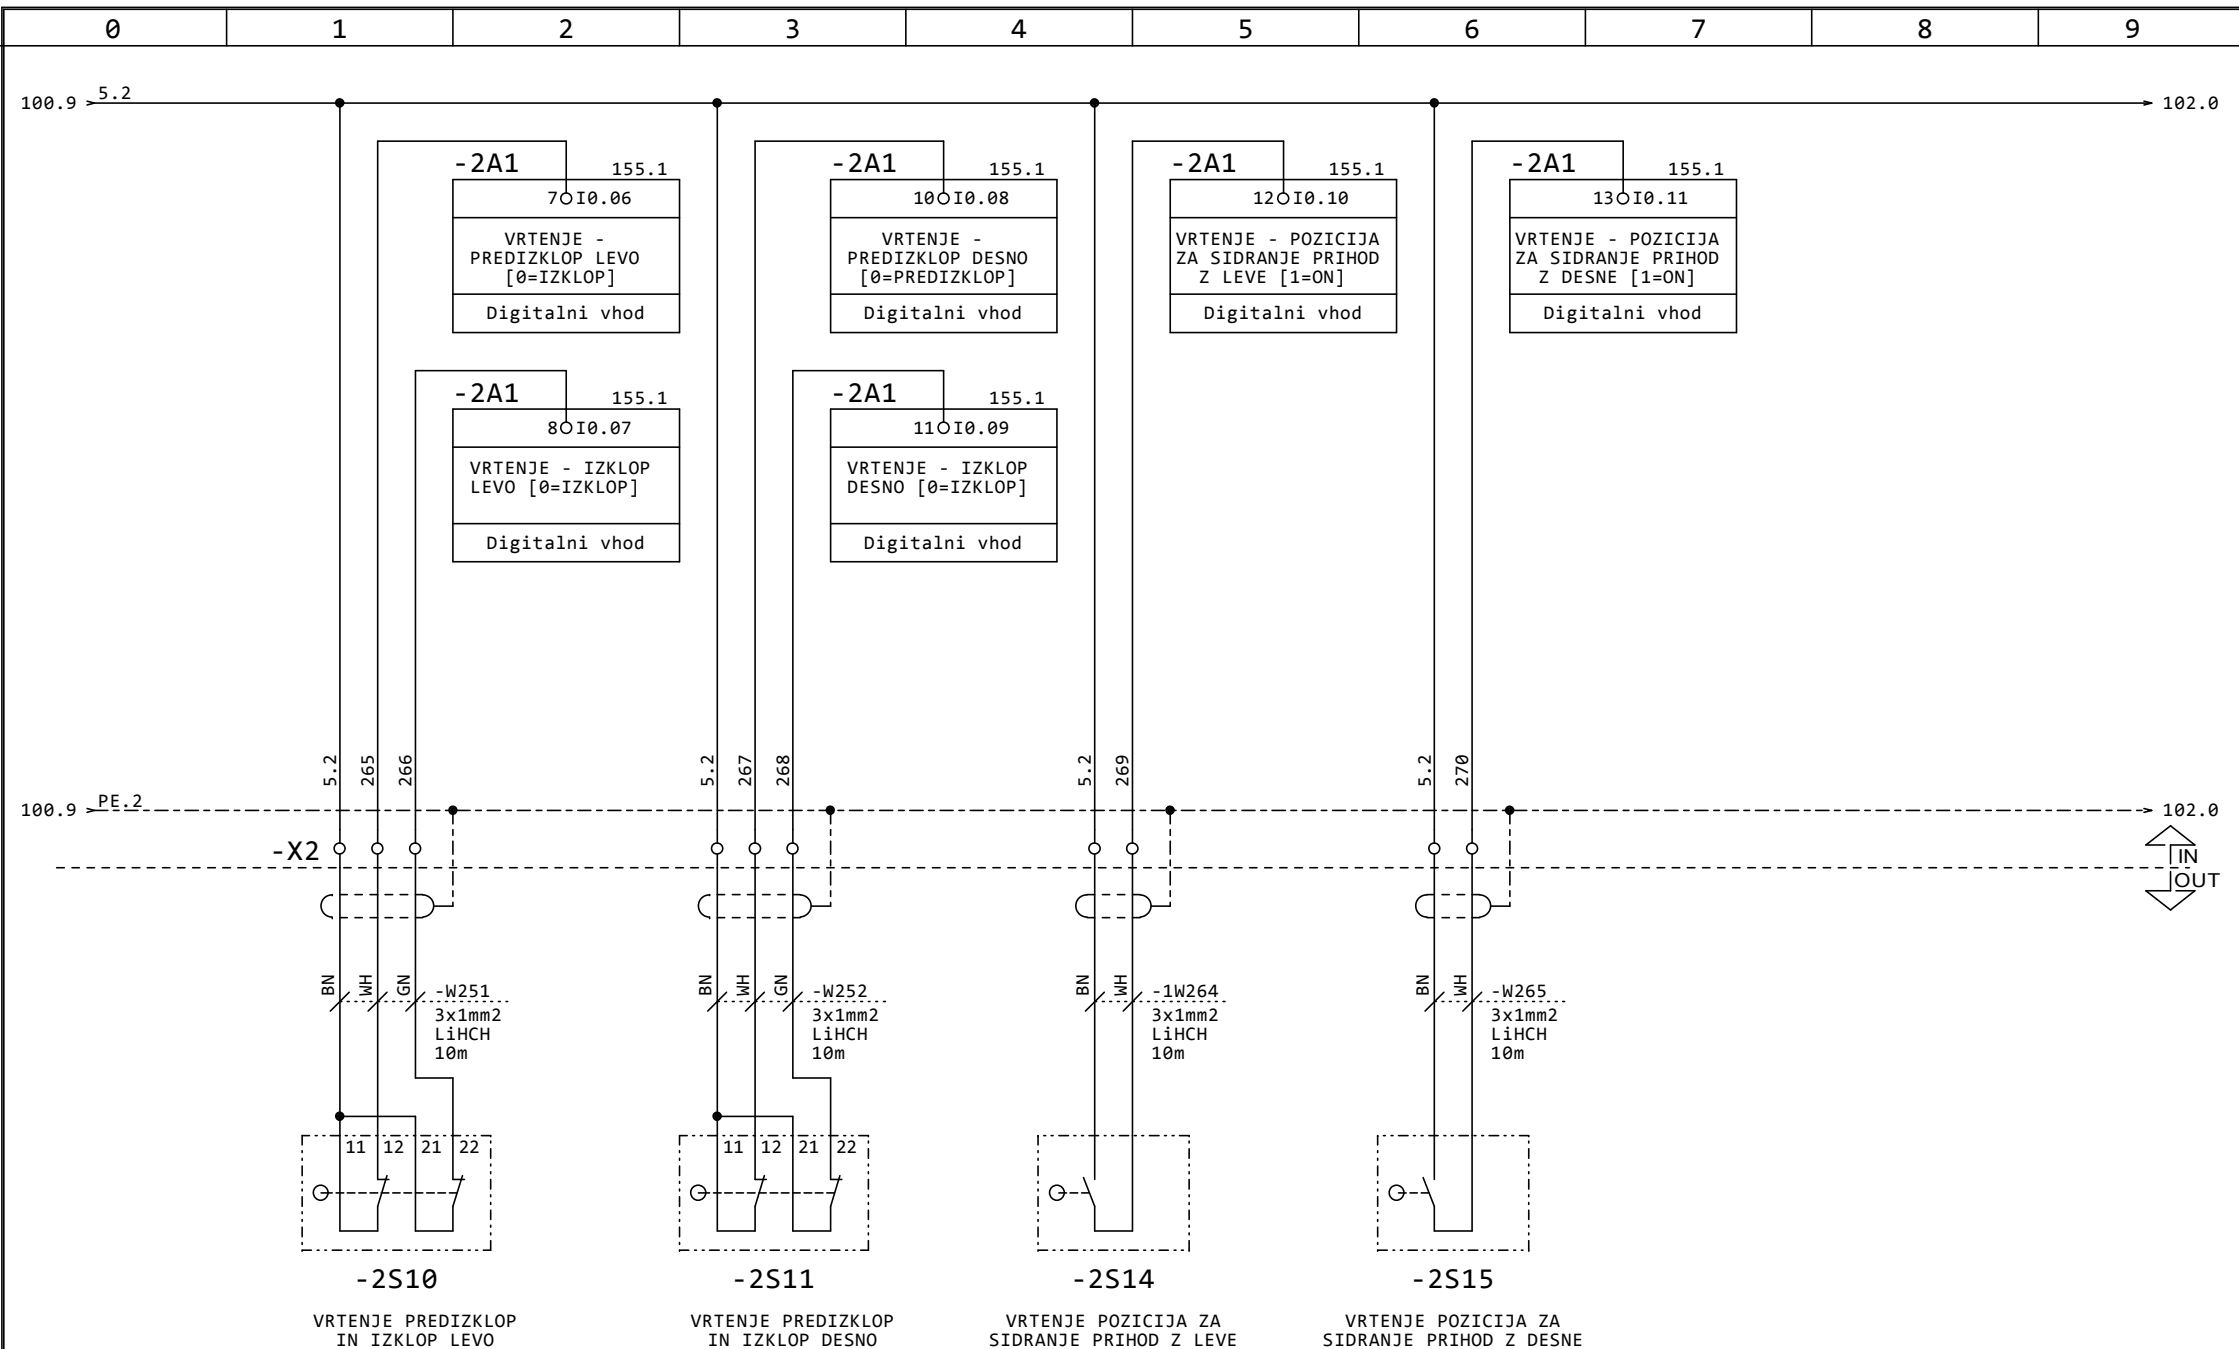 0 1 2 3 4 5 6 7 8 9
100.9 5.2 102.0
-2A1 155.1
7 I0.06
VRTENJE -
PREDIZKLOP LEVO
[0=IZKLOP]
Digitalni vhod
-2A1 155.1
10 I0.08
VRTENJE -
PREDIZKLOP DESNO
[0=PREDIZKLOP]
Digitalni vhod
-2A1 155.1
12 I0.10
VRTENJE - POZICIJA
ZA SIDRANJE PRIHOD
Z LEVE [1=ON]
Digitalni vhod
-2A1 155.1
13 I0.11
VRTENJE - POZICIJA
ZA SIDRANJE PRIHOD
Z DESNE [1=ON]
Digitalni vhod
-2A1 155.1
8 I0.07
VRTENJE - IZKLOP
LEVO [0=IZKLOP]
Digitalni vhod
-2A1 155.1
11 I0.09
VRTENJE - IZKLOP
DESNO [0=IZKLOP]
Digitalni vhod
5.2 265 266 5.2 267 268 5.2 269 5.2 270
100.9 PE.2 102.0
-X2
IN
OUT
BN WH GN -W251
3x1mm2
LiHCH
10m
BN WH GN -W252
3x1mm2
LiHCH
10m
BN WH -1W264
3x1mm2
LiHCH
10m
BN WH -W265
3x1mm2
LiHCH
10m
11 12 21 22
11 12 21 22
-2S10
VRTENJE PREDIZKLOP
IN IZKLOP LEVO
-2S11
VRTENJE PREDIZKLOP
IN IZKLOP DESNO
-2S14
VRTENJE POZICIJA ZA
SIDRANJE PRIHOD Z LEVE
-2S15
VRTENJE POZICIJA ZA
SIDRANJE PRIHOD Z DESNE